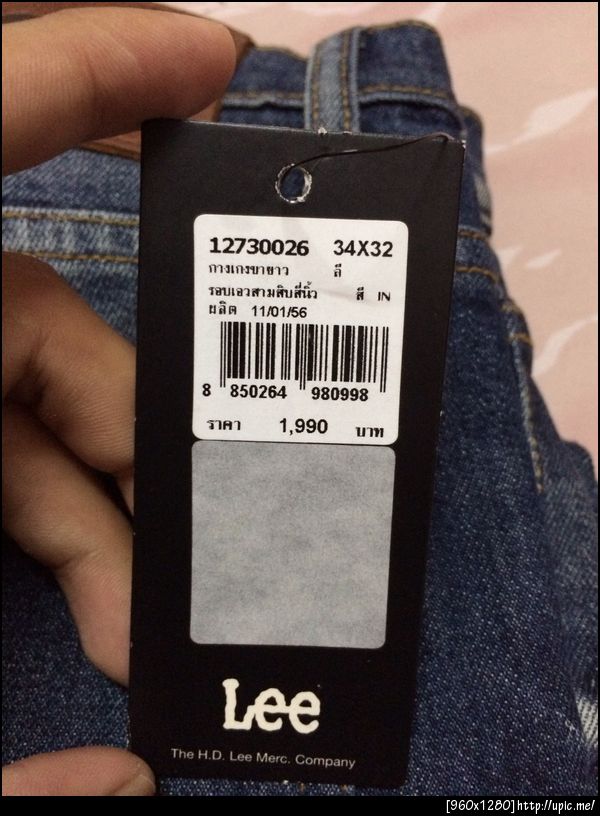 12730026 34X32
กางเกงขายาว ลี
รอบเอวสามสิบสี่นิ้ว สี IN
ผลิต 11/01/56
8 850264 980998
ราคา 1,990 บาท
Lee
The H.D. Lee Merc. Company
[960x1280]http://upic.me/